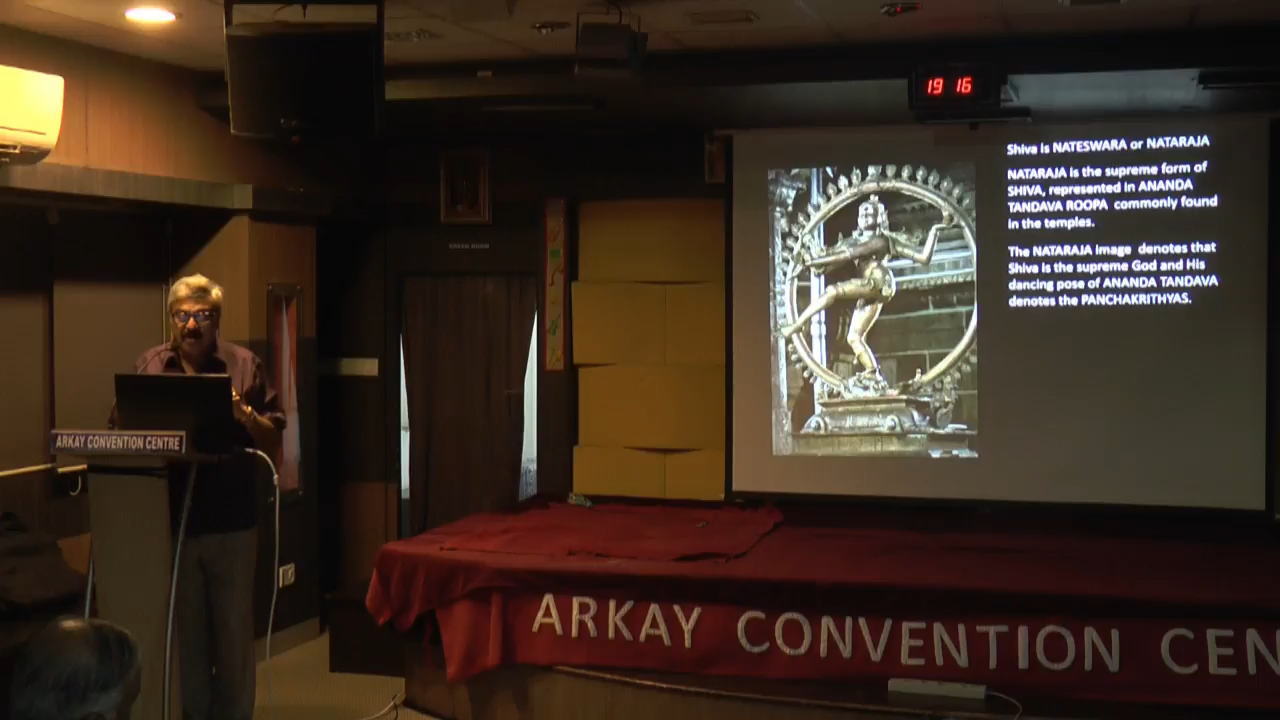 19 16
Shiva is NATESWARA or NATARAJA
NATARAJA is the supreme form of
SHIVA, represented in ANANDA
TANDAVA ROOPA commonly found
in the temples.
The NATARAJA image denotes that
Shiva is the supreme God and His
dancing pose of ANANDA TANDAVA
denotes the PANCHAKRITHYAS.
GREEN ROOM
ARKAY CONVENTION CENTRE
ARKAY CONVENTION CEN